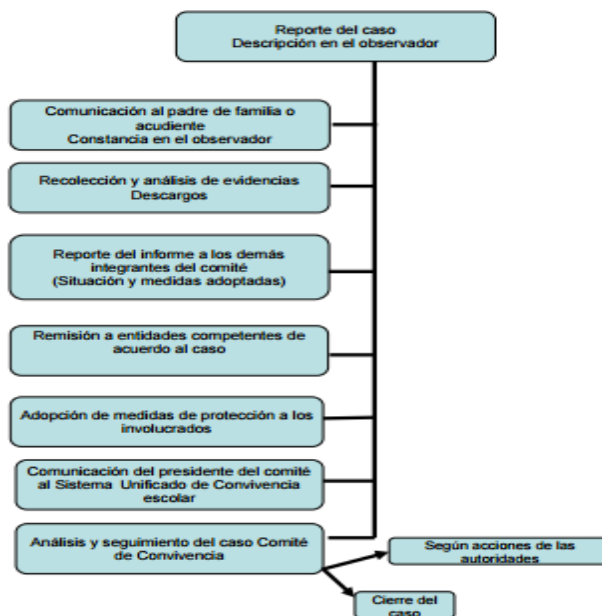 Reporte del caso
Descripción en el observador
Comunicación al padre de familia o
acudiente
Constancia en el observador
Recolección y análisis de evidencias
Descargos
Reporte del informe a los demás
integrantes del comité
(Situación y medidas adoptadas)
Remisión a entidades competentes de
acuerdo al caso
Adopción de medidas de protección a los
involucrados
Comunicación del presidente del comité
al Sistema Unificado de Convivencia
escolar
Análisis y seguimiento del caso Comité
de Convivencia
Según acciones de las
autoridades
Cierre del
caso